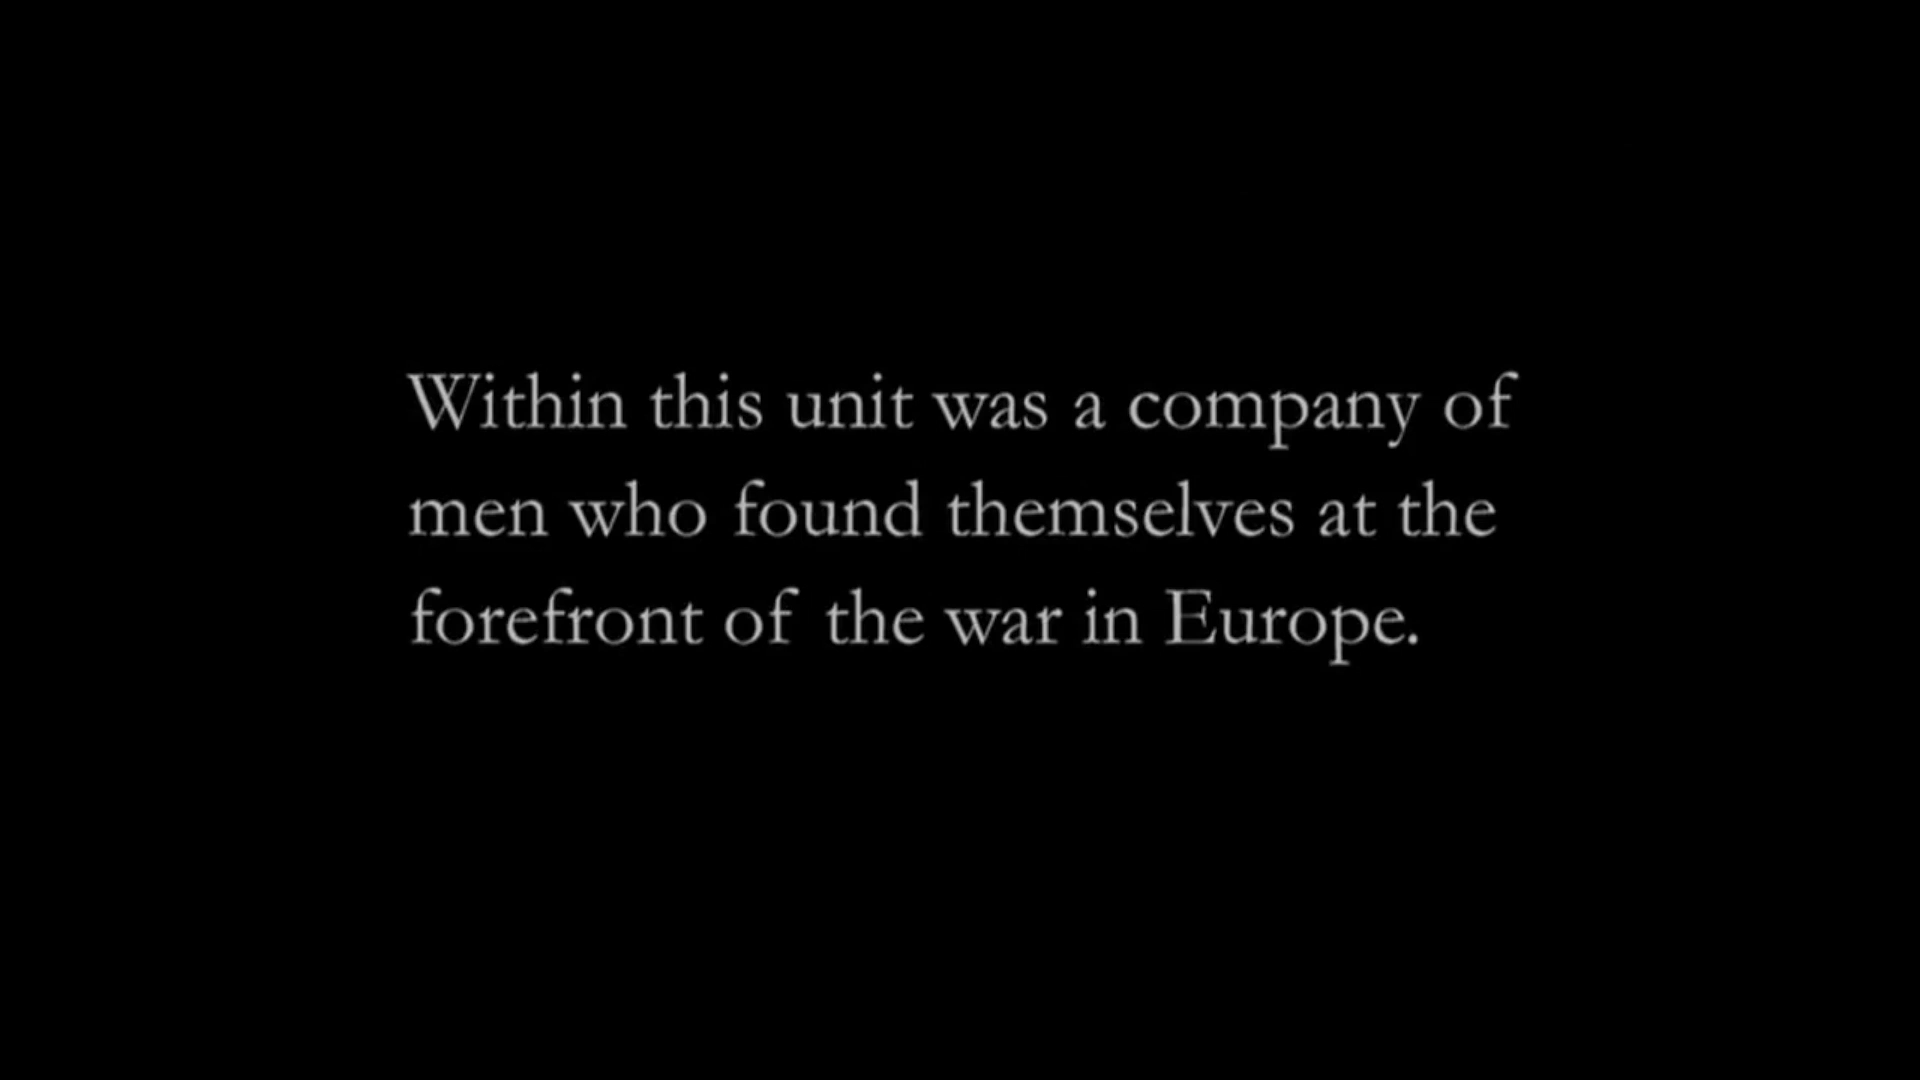 Within this unit was a company of
men who found themselves at the
forefront of the war in Europe.